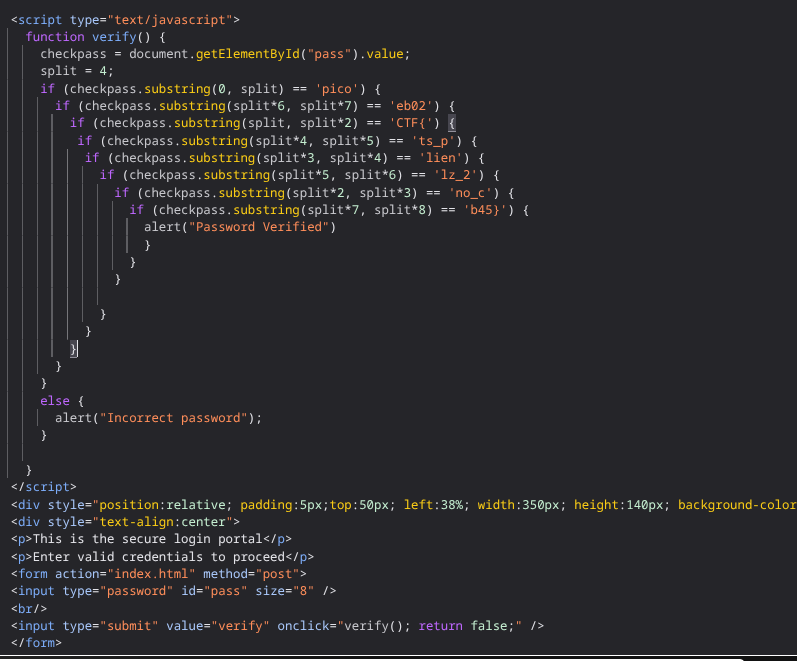 <script type="text/javascript">
function verify() {
checkpass = document.getElementById("pass").value;
split = 4;
if (checkpass.substring(0, split) == 'pico') {
if (checkpass.substring(split*6, split*7) == 'eb02') {
if (checkpass.substring(split, split*2) == 'CTF{') {
if (checkpass.substring(split*4, split*5) == 'ts_p') {
if (checkpass.substring(split*3, split*4) == 'lien') {
if (checkpass.substring(split*5, split*6) == 'lz_2') {
if (checkpass.substring(split*2, split*3) == 'no_c') {
if (checkpass.substring(split*7, split*8) == 'b45}') {
alert("Password Verified")
}
}
}
}
}
}
}
}
else {
alert("Incorrect password");
}
}
</script>
<div style="position:relative; padding:5px;top:50px; left:38%; width:350px; height:140px; background-color
<div style="text-align:center">
<p>This is the secure login portal</p>
<p>Enter valid credentials to proceed</p>
<form action="index.html" method="post">
<input type="password" id="pass" size="8" />
<br/>
<input type="submit" value="verify" onclick="verify(); return false;" />
</form>